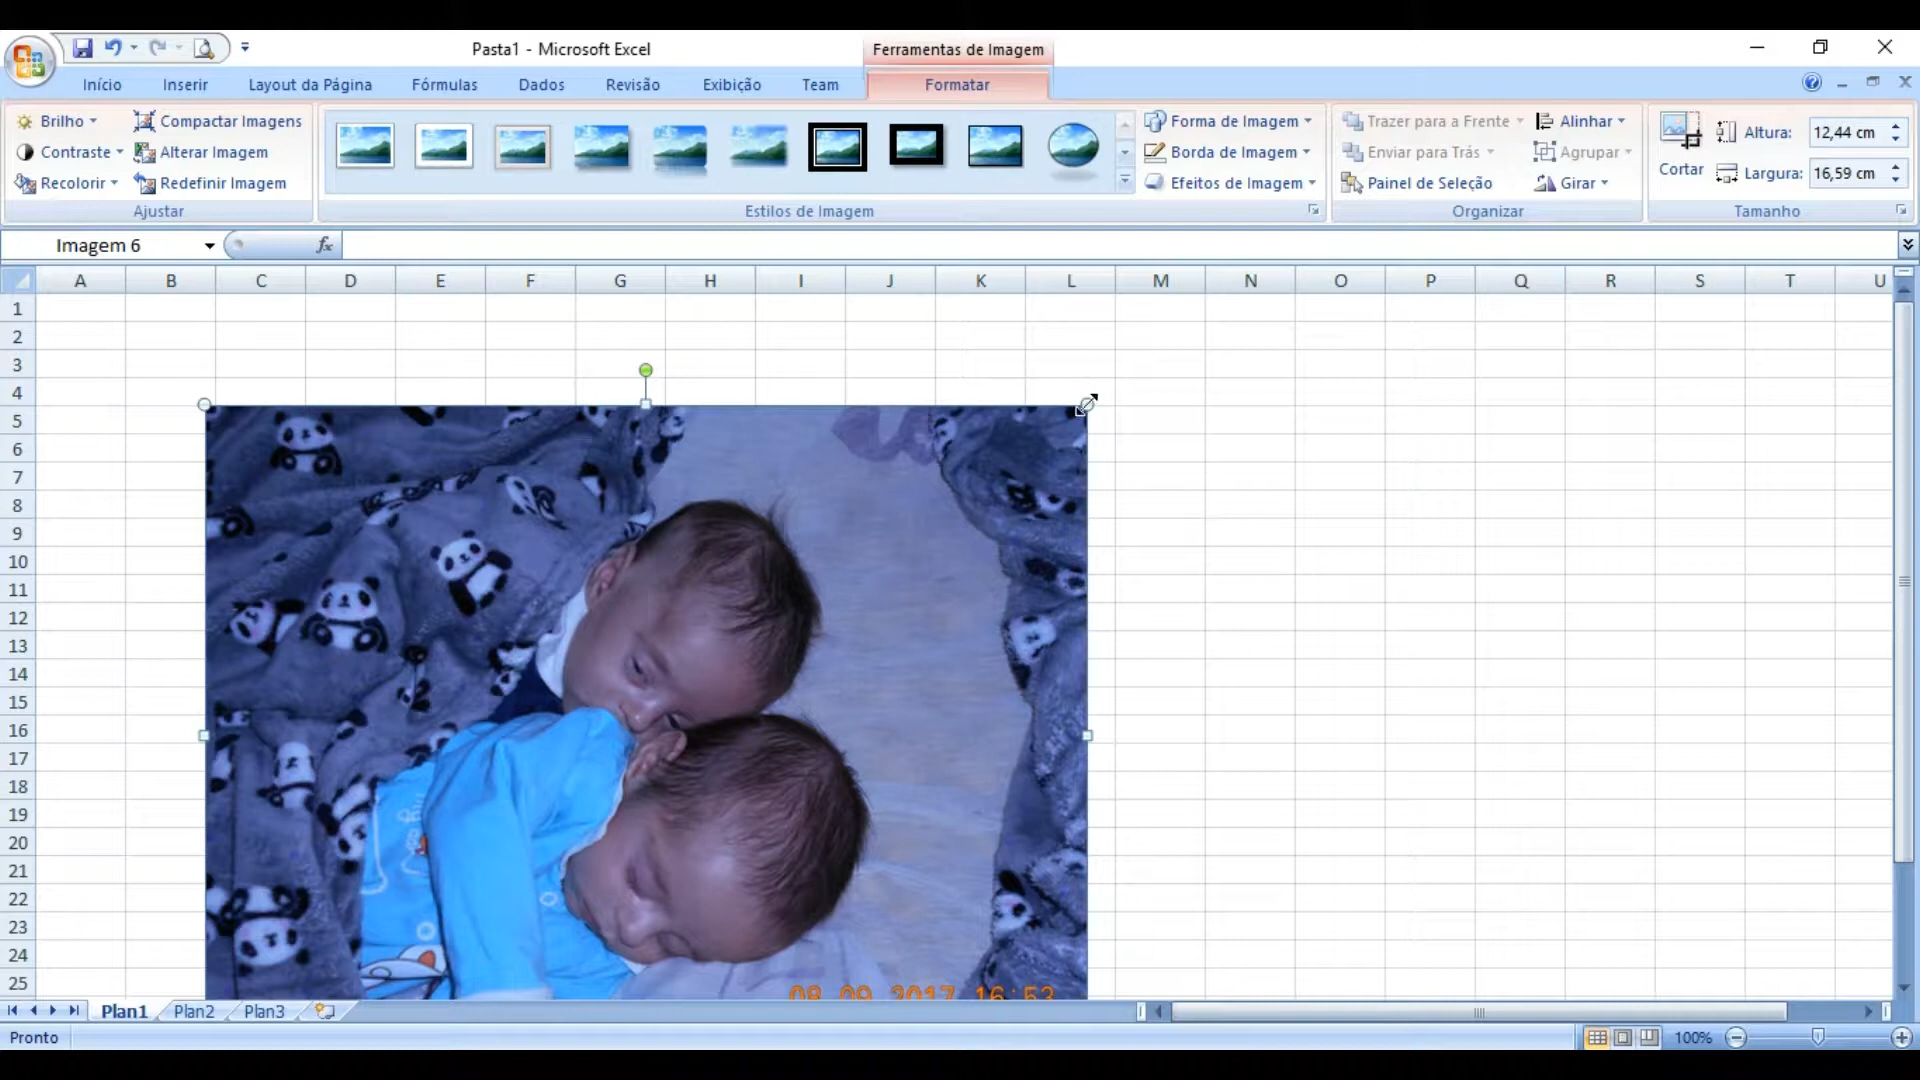 Pasta1 - Microsoft Excel
Ferramentas de Imagem
Início Inserir Layout da Página Fórmulas Dados Revisão Exibição Team Formatar
Brilho Compactar Imagens Forma de Imagem Trazer para a Frente Alinhar Altura: 12,44 cm
Contraste Alterar Imagem Borda de Imagem Enviar para Trás Agrupar
Recolorir Redefinir Imagem Efeitos de Imagem Painel de Seleção Girar Cortar Largura: 16,59 cm
Ajustar Estilos de Imagem Organizar Tamanho
Imagem 6 fx
A B C D E F G H I J K L M N O P Q R S T U
1
2
3
4
5
6
7
8
9
10
11
12
13
14
15
16
17
18
19
20
21
22
23
24
25
08 09 2017 16:53
Plan1 Plan2 Plan3
Pronto 100%